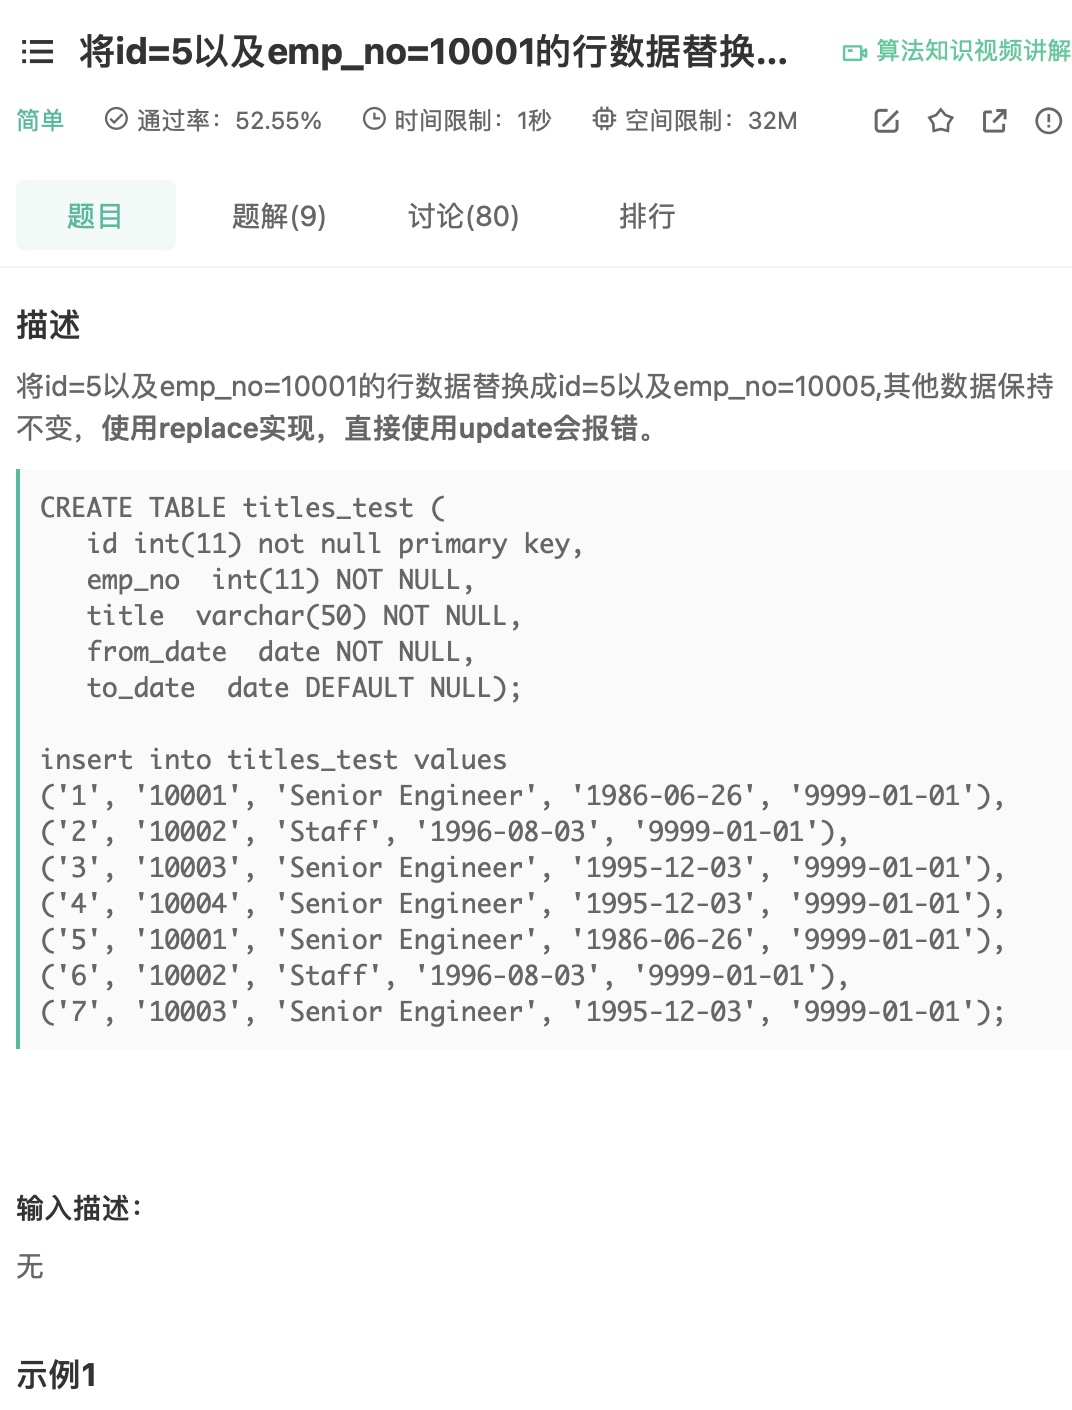 将id=5以及emp_no=10001的行数据替换...
算法知识视频讲解
简单 通过率：52.55% 时间限制：1秒 空间限制：32M
题目 题解(9) 讨论(80) 排行
描述
将id=5以及emp_no=10001的行数据替换成id=5以及emp_no=10005,其他数据保持
不变，使用replace实现，直接使用update会报错。
CREATE TABLE titles_test (
   id int(11) not null primary key,
   emp_no  int(11) NOT NULL,
   title  varchar(50) NOT NULL,
   from_date  date NOT NULL,
   to_date  date DEFAULT NULL);
insert into titles_test values
('1', '10001', 'Senior Engineer', '1986-06-26', '9999-01-01'),
('2', '10002', 'Staff', '1996-08-03', '9999-01-01'),
('3', '10003', 'Senior Engineer', '1995-12-03', '9999-01-01'),
('4', '10004', 'Senior Engineer', '1995-12-03', '9999-01-01'),
('5', '10001', 'Senior Engineer', '1986-06-26', '9999-01-01'),
('6', '10002', 'Staff', '1996-08-03', '9999-01-01'),
('7', '10003', 'Senior Engineer', '1995-12-03', '9999-01-01');
输入描述：
无
示例1